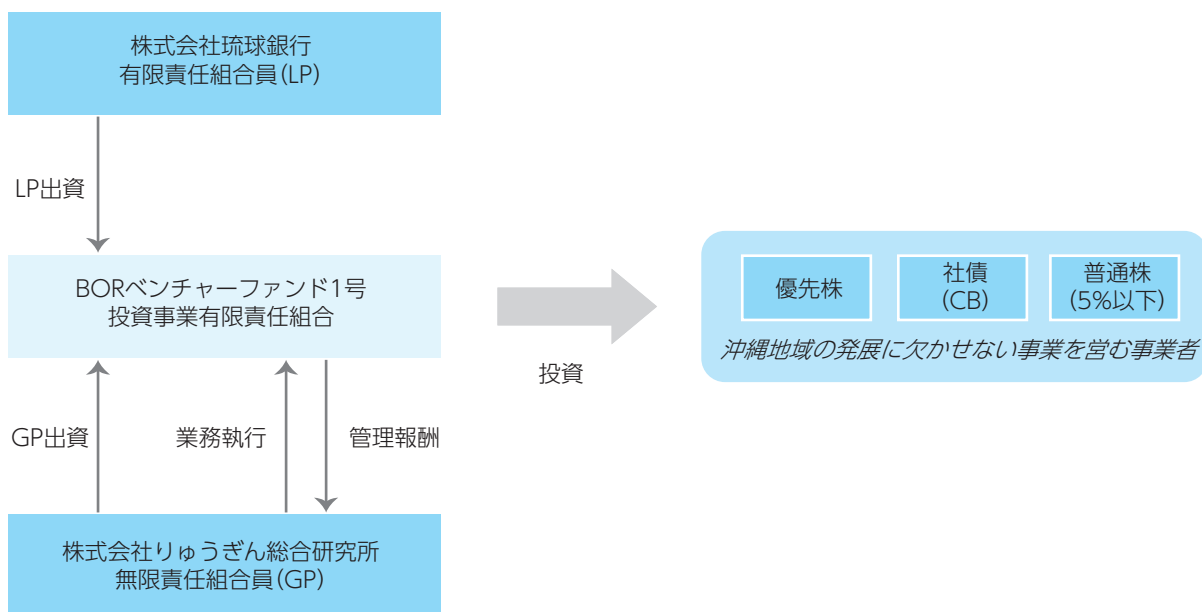 株式会社琉球銀行
有限責任組合員(LP)
LP出資
BORベンチャーファンド1号
投資事業有限責任組合
投資
優先株
社債
(CB)
普通株
(5%以下)
沖縄地域の発展に欠かせない事業を営む事業者
GP出資
業務執行
管理報酬
株式会社りゅうぎん総合研究所
無限責任組合員(GP)